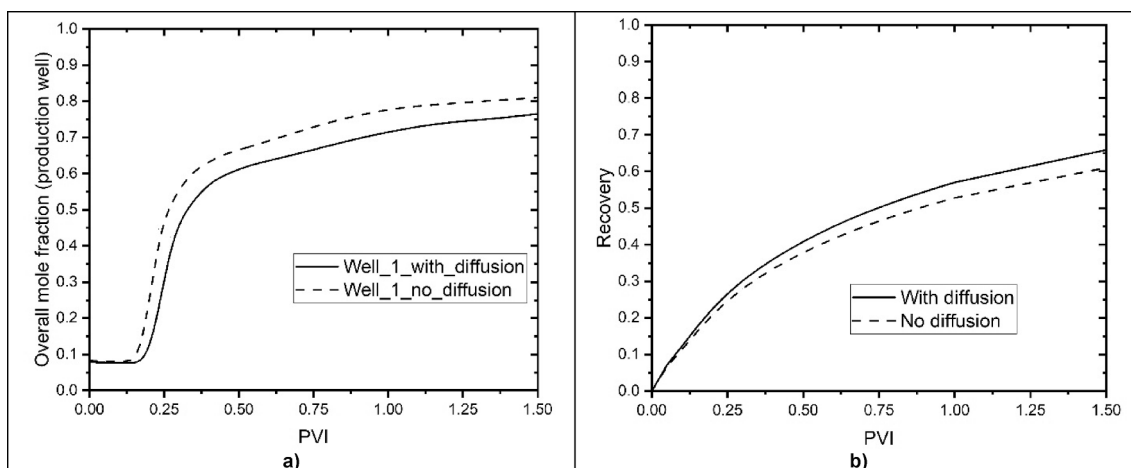 1.0
0.9
0.8
0.7
0.6
0.5
0.4
0.3
0.2
0.1
0.0
Overall mole fraction (production well)
Well_1_with_diffusion
Well_1_no_diffusion
0.00 0.25 0.50 0.75 1.00 1.25 1.50
PVI
a)
1.0
0.9
0.8
0.7
0.6
0.5
0.4
0.3
0.2
0.1
0.0
Recovery
With diffusion
No diffusion
0.00 0.25 0.50 0.75 1.00 1.25 1.50
PVI
b)